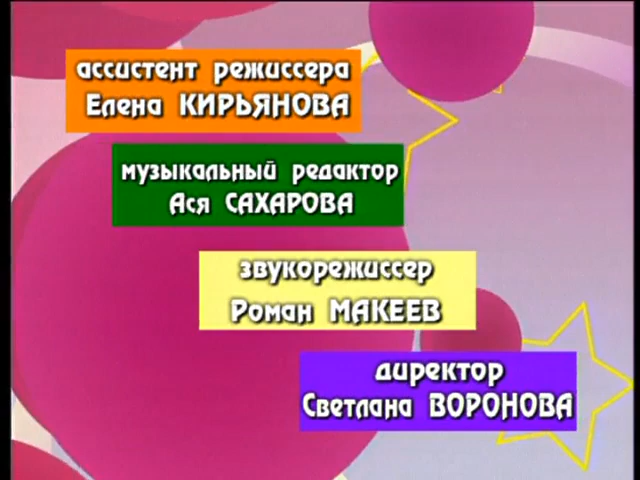 ассистент режиссера
Елена КИРЬЯНОВА
музыкальный редактор
Ася САХАРОВА
звукорежиссер
Роман МАКЕЕВ
директор
Светлана ВОРОНОВА